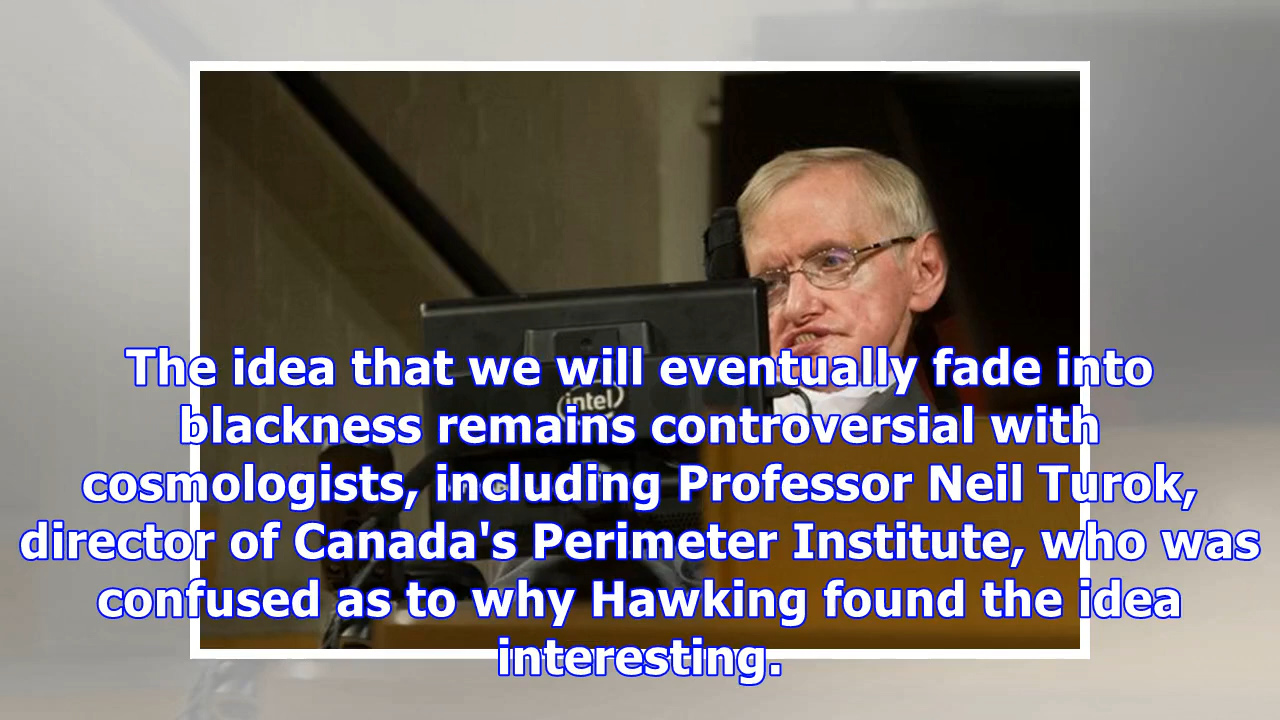 The idea that we will eventually fade into
blackness remains controversial with
intel
cosmologists, including Professor Neil Turok,
director of Canada's Perimeter Institute, who was
confused as to why Hawking found the idea
interesting.